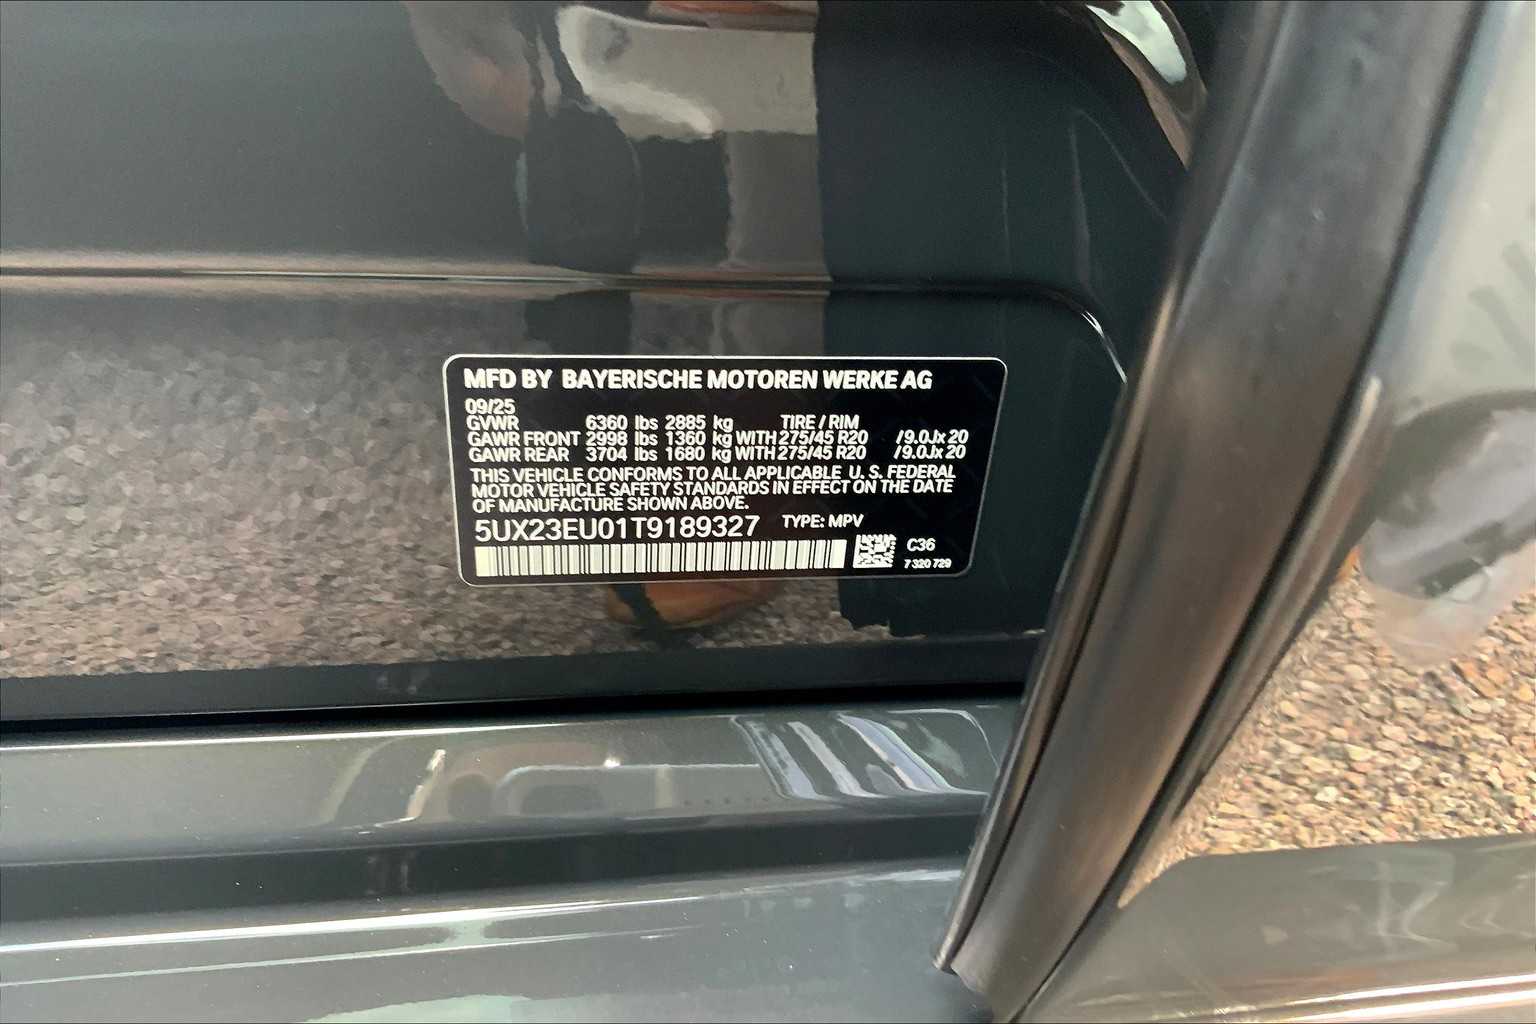 MFD BY BAYERISCHE MOTOREN WERKE AG
09/25
GVWR 6360 lbs 2885 kg TIRE / RIM
GAWR FRONT 2998 lbs 1360 kg WITH 275/45 R20 /9.0Jx 20
GAWR REAR 3704 lbs 1680 kg WITH 275/45 R20 /9.0Jx 20
THIS VEHICLE CONFORMS TO ALL APPLICABLE U. S. FEDERAL
MOTOR VEHICLE SAFETY STANDARDS IN EFFECT ON THE DATE
OF MANUFACTURE SHOWN ABOVE.
5UX23EU01T9189327 TYPE: MPV
C36
7 320 729